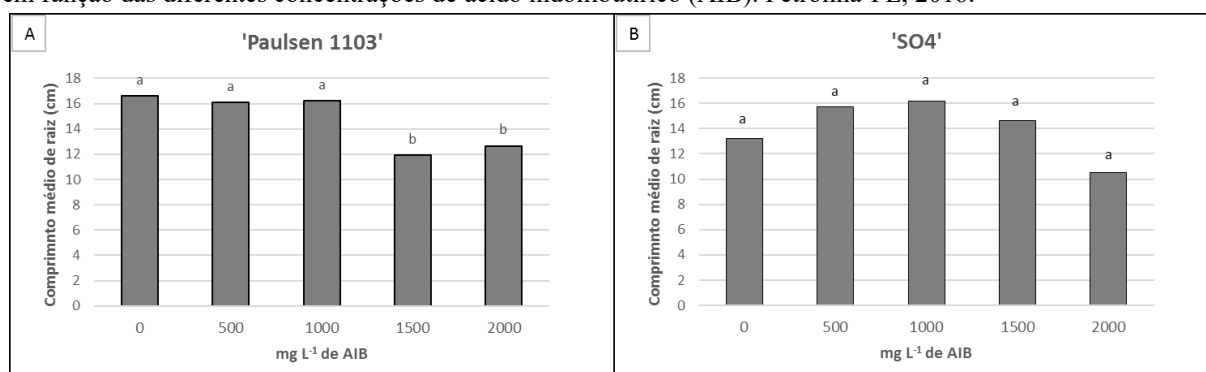 em função das diferentes concentrações de ácido indolbutírico (AIB). Petrolina-PE, 2016.
A
'Paulsen 1103'
Comprimnto médio de raiz (cm)
18
16
14
12
10
8
6
4
2
0
a
a
a
b
b
0 500 1000 1500 2000
mg L⁻¹ de AIB
B
'SO4'
Comprimnto médio de raiz (cm)
18
16
14
12
10
8
6
4
2
0
a
a
a
a
a
0 500 1000 1500 2000
mg L⁻¹ de AIB